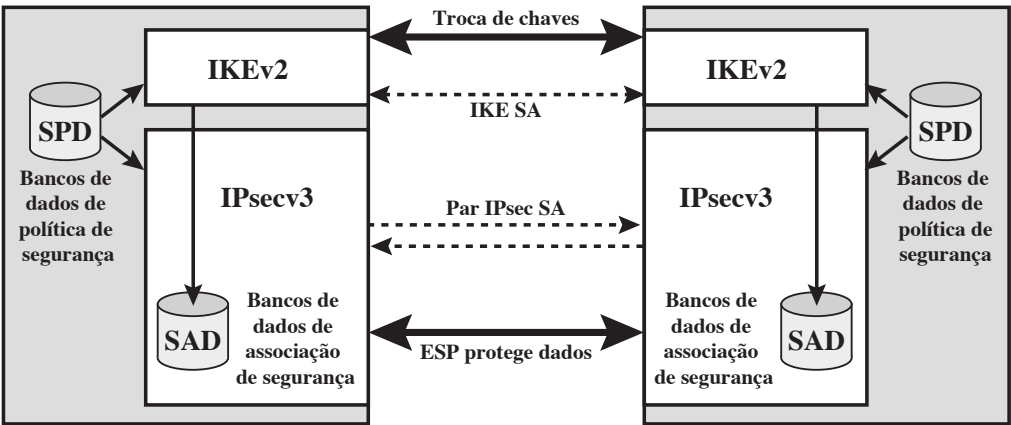 Troca de chaves
IKEv2
IKEv2
IKE SA
SPD
SPD
Bancos de
dados de
política de
segurança
Bancos de
dados de
política de
segurança
IPsecv3
IPsecv3
Par IPsec SA
SAD
Bancos de
dados de
associação
de segurança
ESP protege dados
Bancos de
dados de
associação
de segurança
SAD